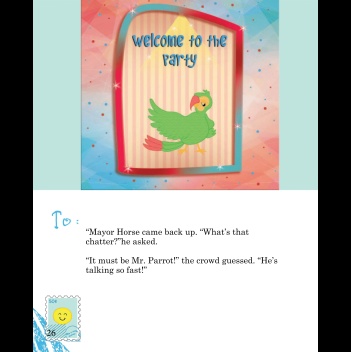 Welcome to the
Party
To:
"Mayor Horse came back up. "What's that
chatter?"he asked.
"It must be Mr. Parrot!" the crowd guessed. "He's
talking so fast!"
26